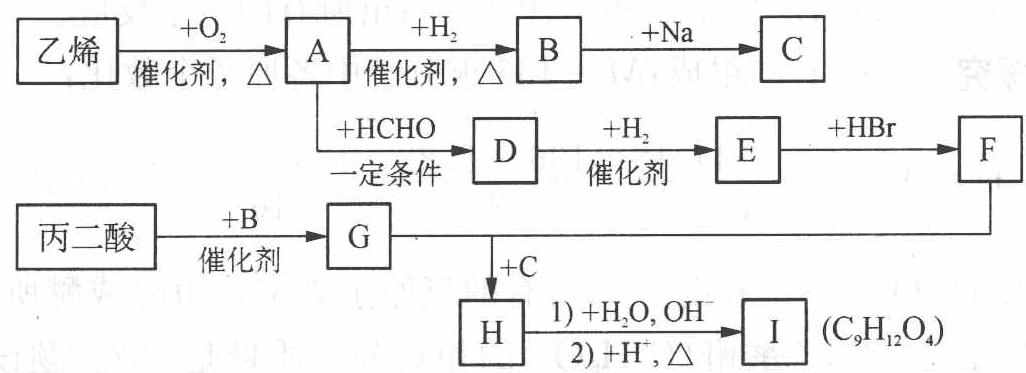 乙烯 +O₂ 催化剂，△ A +H₂ 催化剂，△ B +Na C
+HCHO 一定条件 D +H₂ 催化剂 E +HBr F
丙二酸 +B 催化剂 G
+C
H 1) +H₂O, OH⁻ 2) +H⁺, △ I (C₉H₁₂O₄)